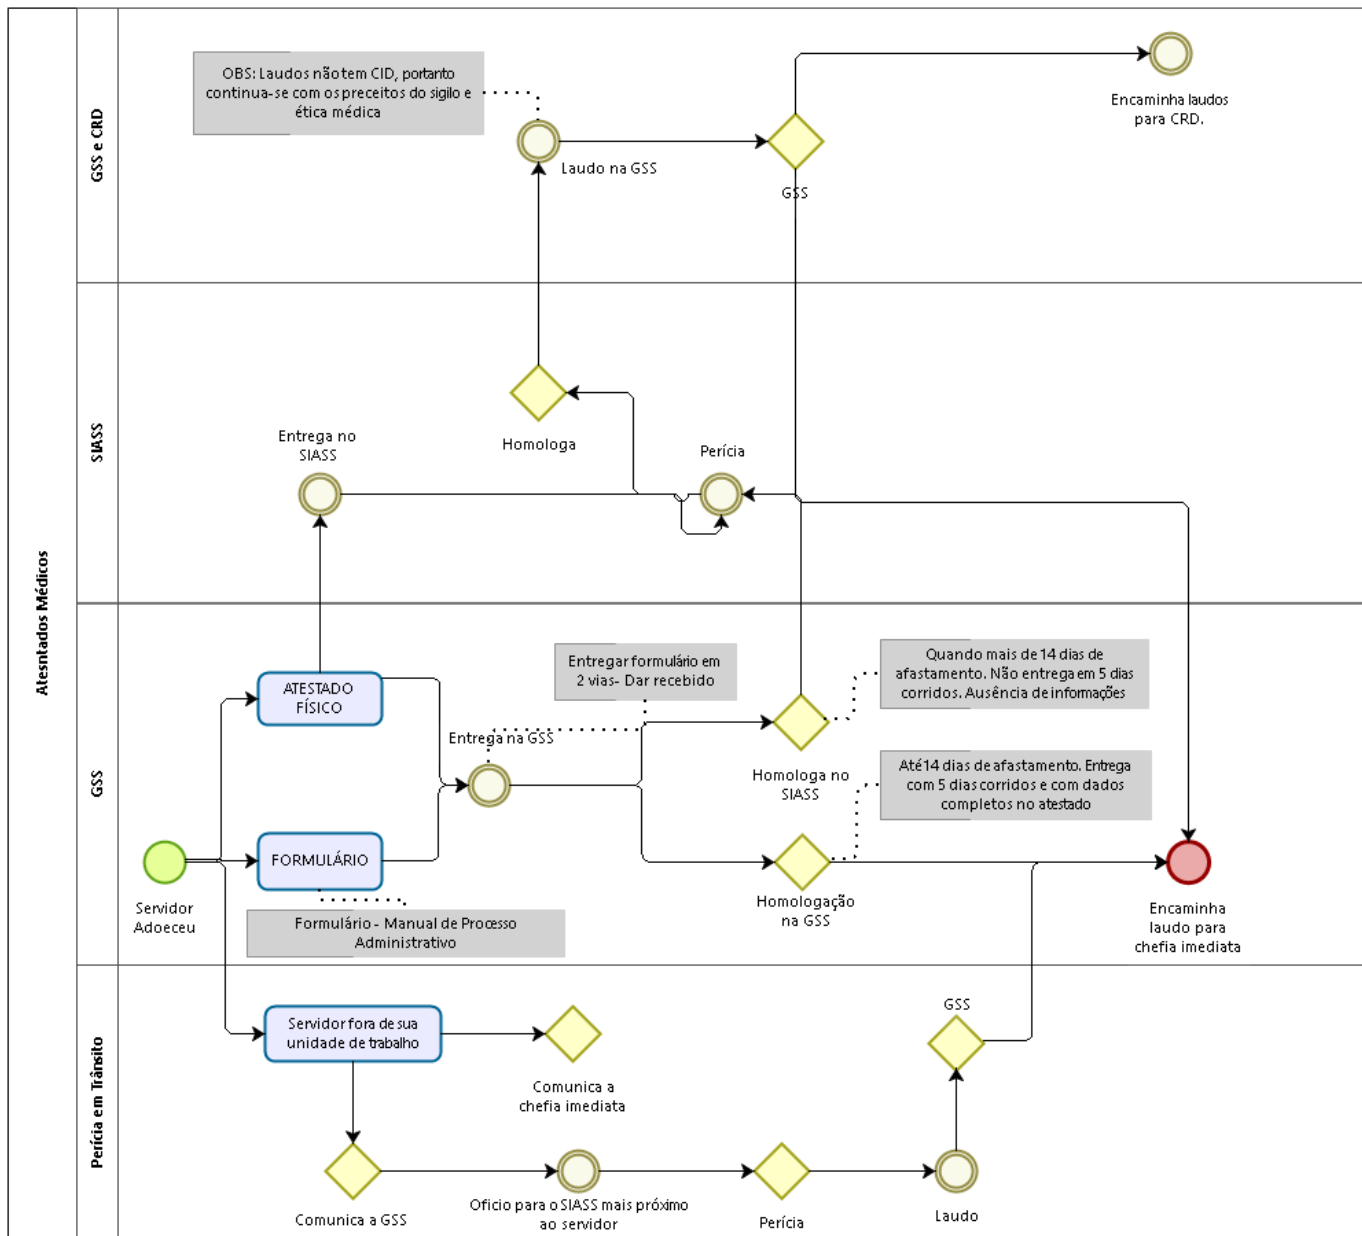 Atesntados Médicos
GSS e CRD
OBS: Laudos não tem CID, portanto
continua-se com os preceitos do sigilo e
ética médica
Laudo na GSS
GSS
Encaminha laudos
para CRD.
SIASS
Entrega no
SIASS
Homologa
Perícia
GSS
ATESTADO
FÍSICO
Entregar formulário em
2 vias- Dar recebido
Quando mais de 14 dias de
afastamento. Não entrega em 5 dias
corridos. Ausência de informações
Entrega na GSS
Homologa no
SIASS
Até 14 dias de afastamento. Entrega
com 5 dias corridos e com dados
completos no atestado
FORMULÁRIO
Servidor
Adoeceu
Formulário - Manual de Processo
Administrativo
Homologação
na GSS
Encaminha
laudo para
chefia imediata
Perícia em Trânsito
Servidor fora de sua
unidade de trabalho
Comunica a
chefia imediata
GSS
Comunica a GSS
Oficio para o SIASS mais próximo
ao servidor
Perícia
Laudo